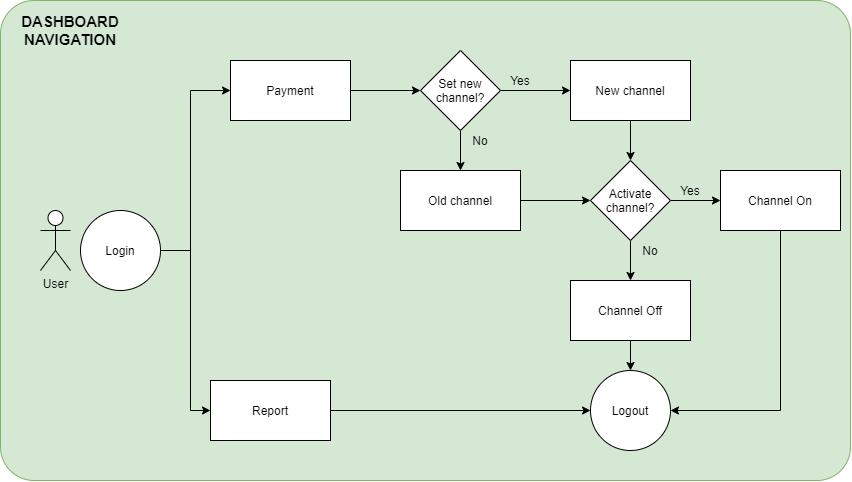 DASHBOARD
NAVIGATION
Payment
Set new
channel?
Yes
New channel
No
Old channel
Activate
channel?
Yes
Channel On
User
Login
No
Channel Off
Report
Logout